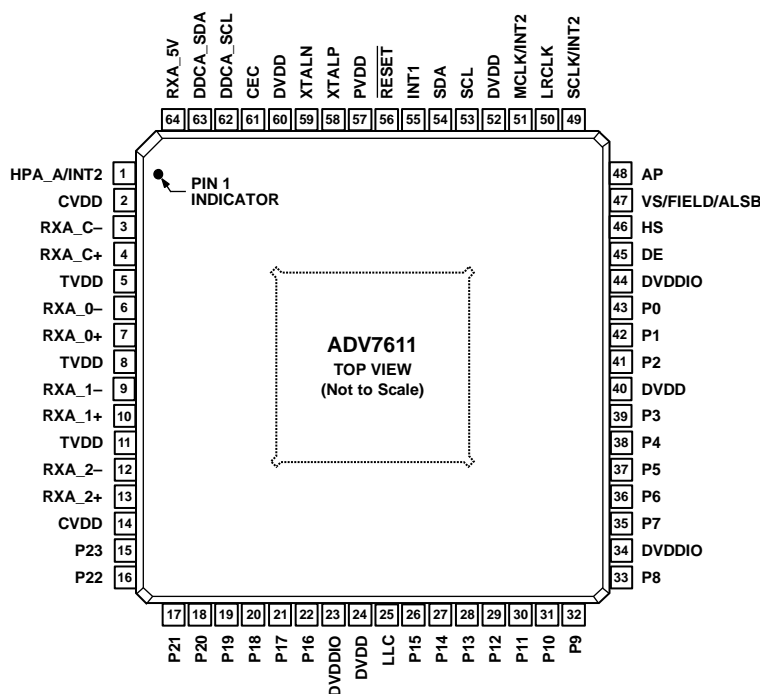 RXA_5V
DDCA_SDA
DDCA_SCL
CEC
DVDD
XTALN
XTALP
PVDD
RESET
INT1
SDA
SCL
DVDD
MCLK/INT2
LRCLK
SCLK/INT2
64 63 62 61 60 59 58 57 56 55 54 53 52 51 50 49
HPA_A/INT2 1
CVDD 2
RXA_C– 3
RXA_C+ 4
TVDD 5
RXA_0– 6
RXA_0+ 7
TVDD 8
RXA_1– 9
RXA_1+ 10
TVDD 11
RXA_2– 12
RXA_2+ 13
CVDD 14
P23 15
P22 16
PIN 1
INDICATOR
ADV7611
TOP VIEW
(Not to Scale)
48 AP
47 VS/FIELD/ALSB
46 HS
45 DE
44 DVDDIO
43 P0
42 P1
41 P2
40 DVDD
39 P3
38 P4
37 P5
36 P6
35 P7
34 DVDDIO
33 P8
17 18 19 20 21 22 23 24 25 26 27 28 29 30 31 32
P21
P20
P19
P18
P17
P16
DVDDIO
DVDD
LLC
P15
P14
P13
P12
P11
P10
P9